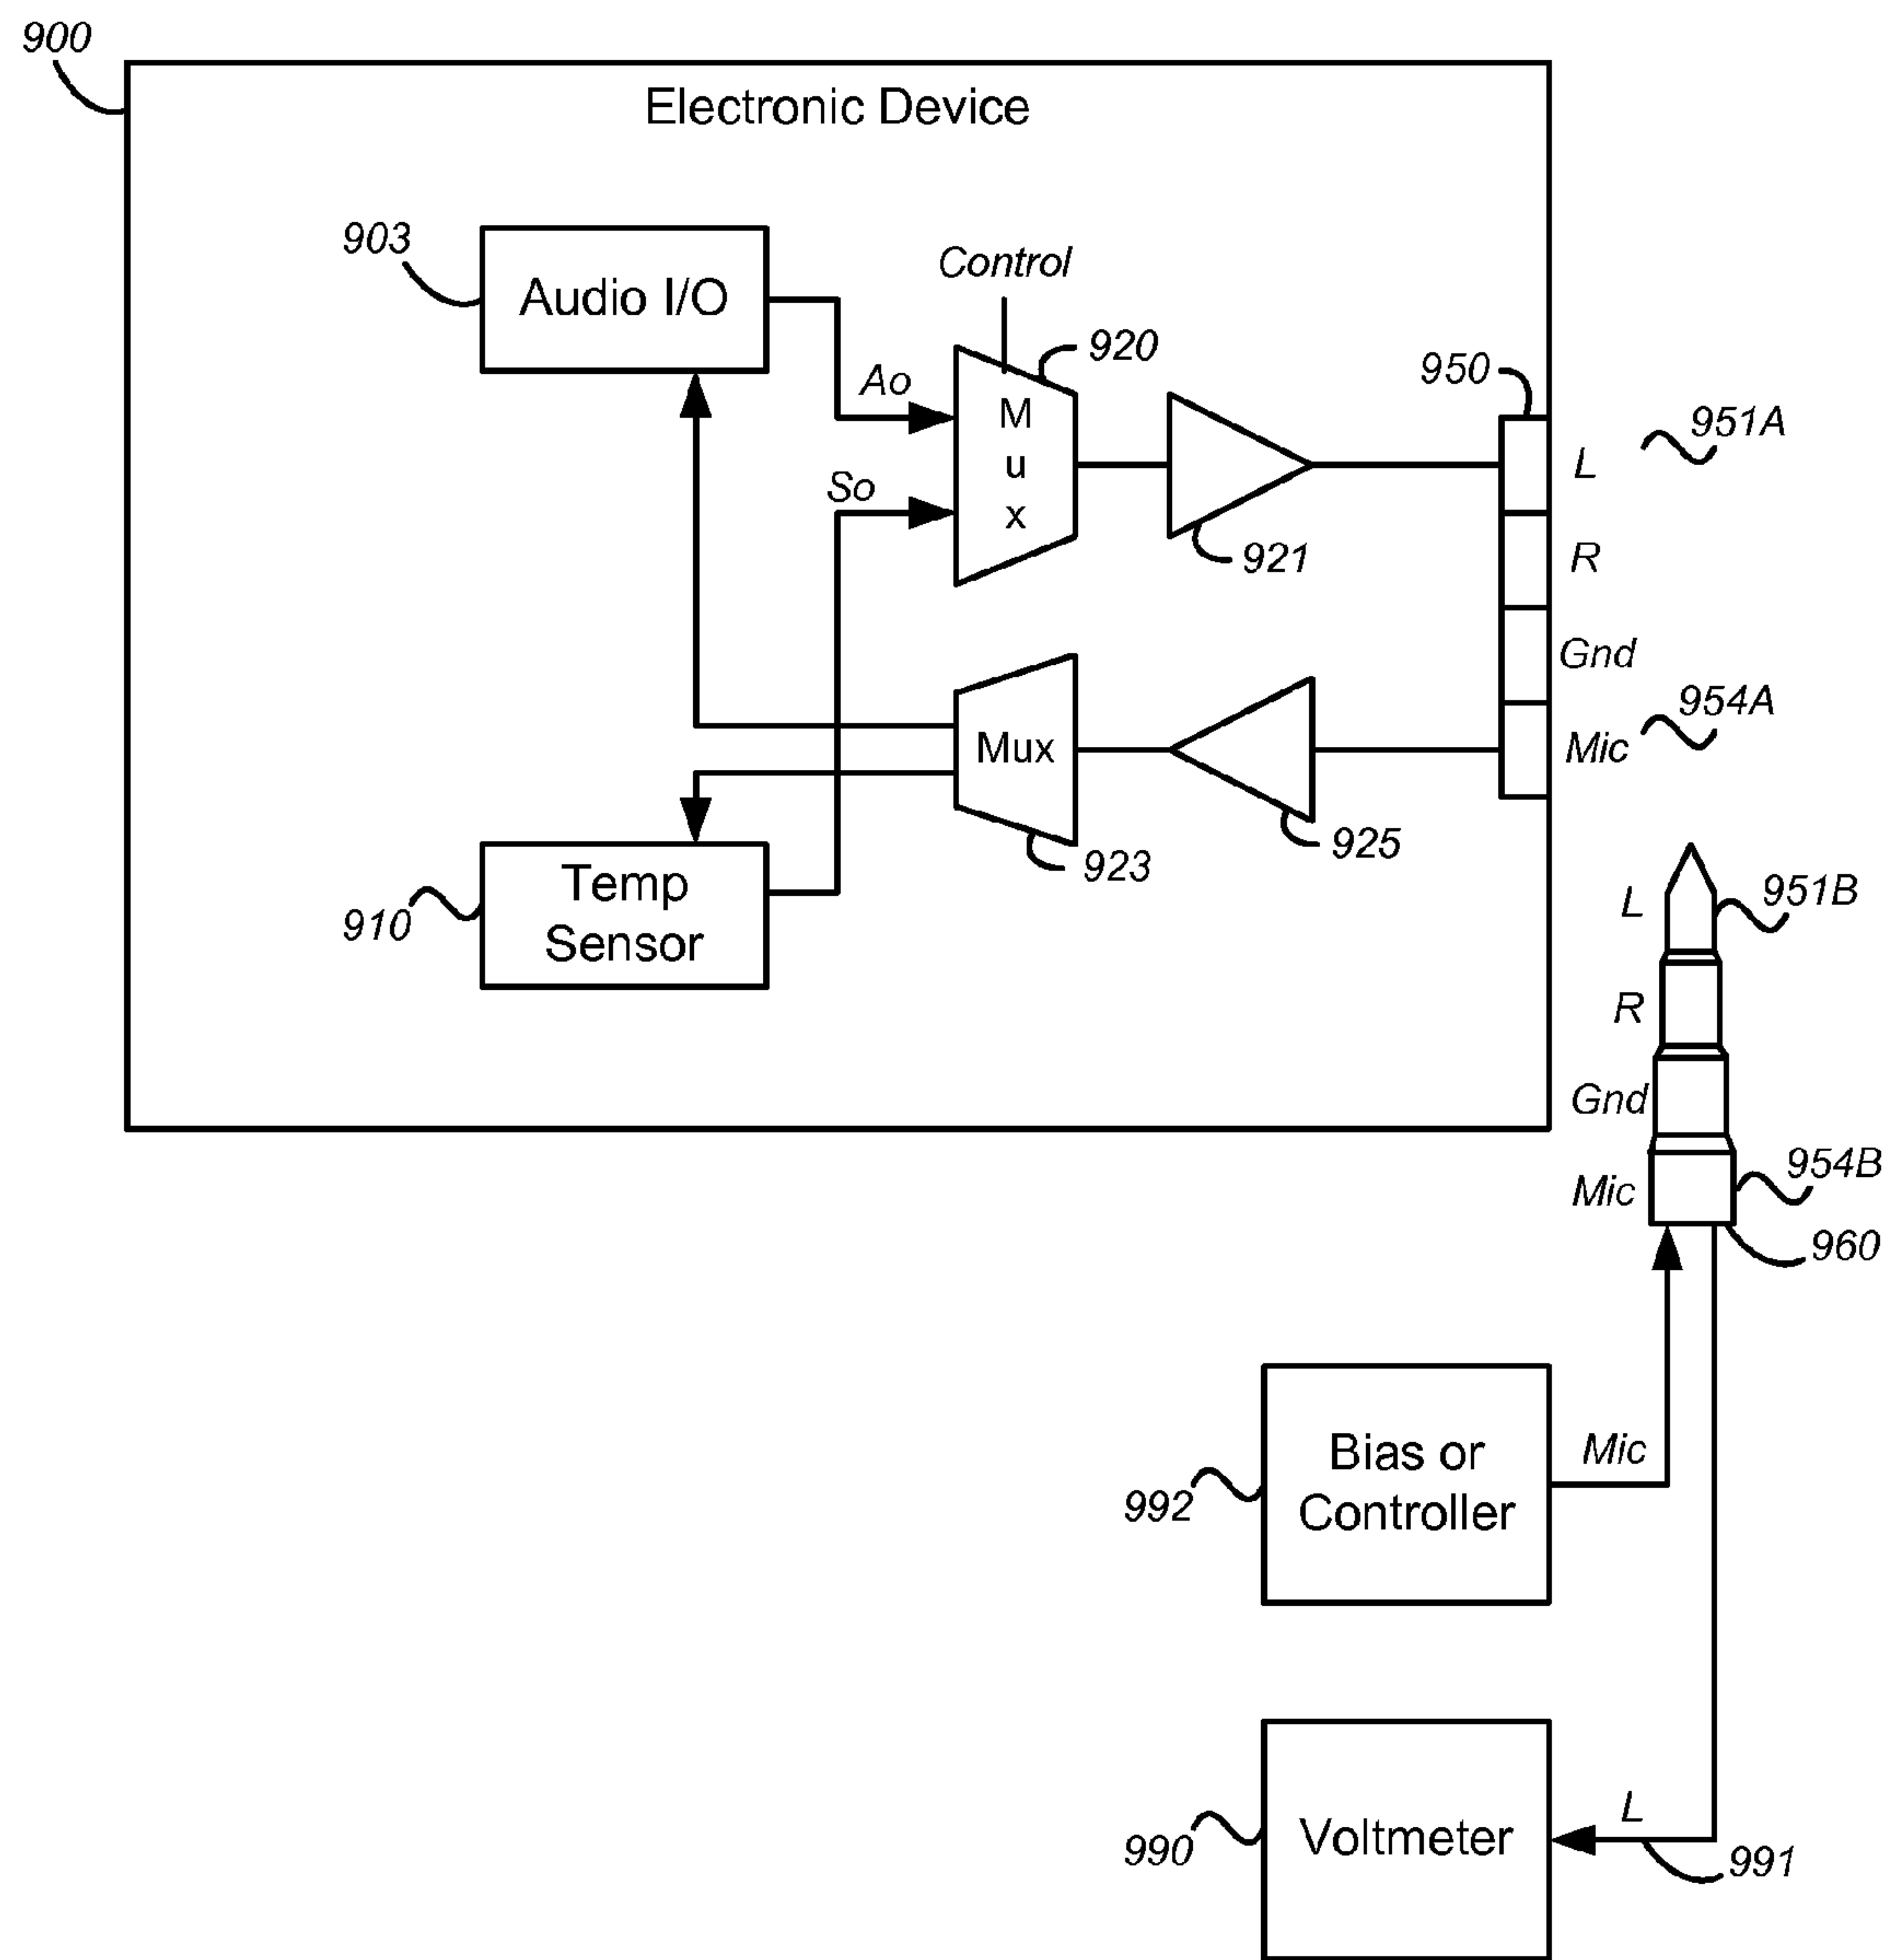 900
Electronic Device
903
Audio I/O
Control
920
950
951A
Ao
M
u
x
L
So
921
R
Gnd
954A
Mux
Mic
925
923
Temp
Sensor
910
L
951B
R
Gnd
954B
Mic
960
Bias or
Controller
Mic
992
L
Voltmeter
990
991